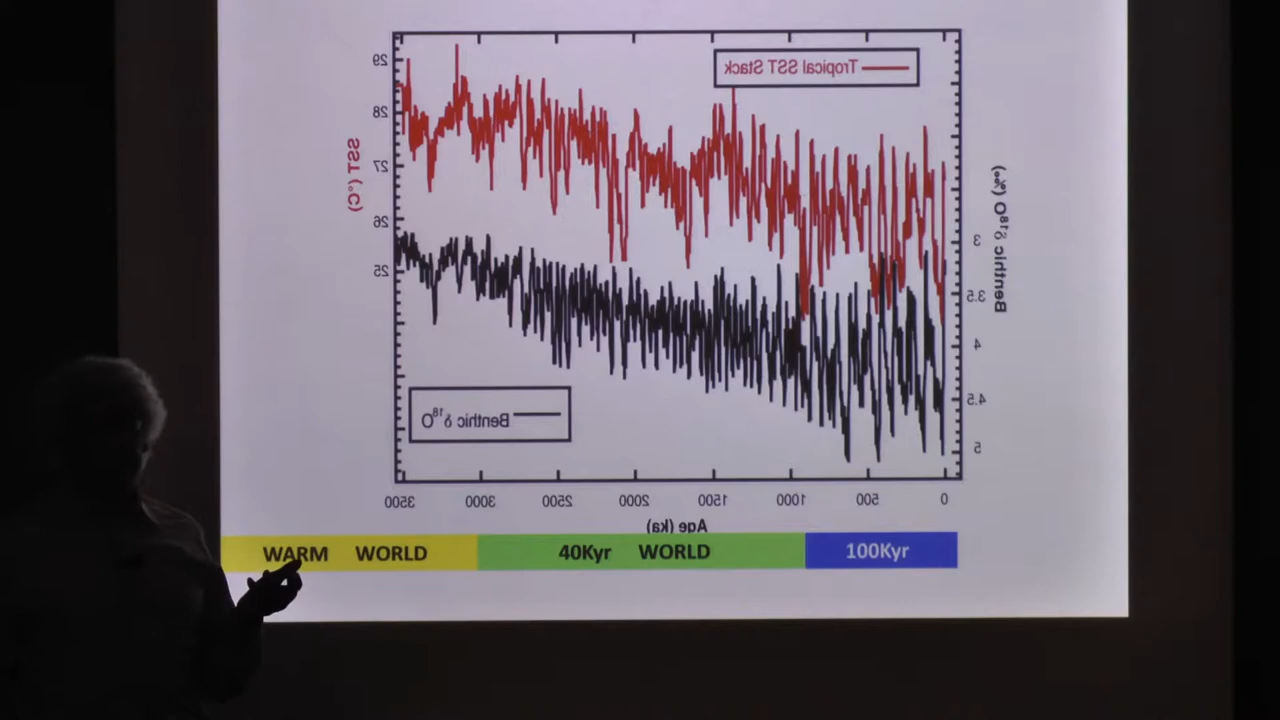 Tropical SST Stack
29
28
27
26
25
SST (°C)
Benthic δ¹⁸O (‰)
3
3.5
4
4.5
5
Benthic δ¹⁸O
3500 3000 2500 2000 1500 1000 500 0
Age (ka)
WARM WORLD 40Kyr WORLD 100Kyr